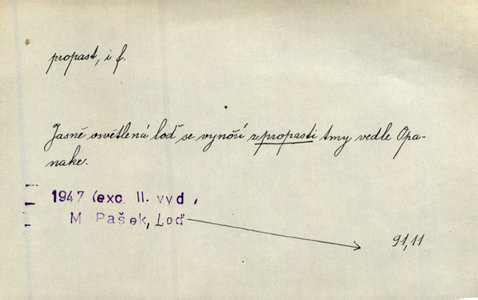 propast, i f.
Jasně osvětlená loď se vynoří z propasti tmy vedle Opa-
nake.
1947 (exc. II. vyd,
M. Pašek, Loď
91,11